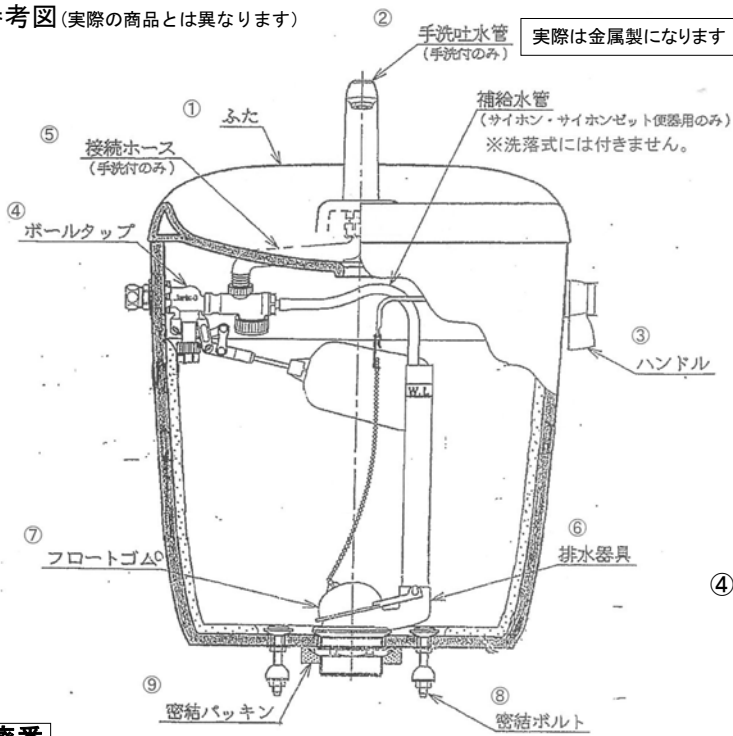 考図(実際の商品とは異なります)
②
手洗吐水管
(手洗付のみ)
実際は金属製になります
①
ふた
補給水管
(サイホン・サイホンゼット便器用のみ)
※洗落式には付きません。
⑤
接続ホース
(手洗付のみ)
④
ボールタップ
③
ハンドル
W.L
⑦
フロートゴム
⑥
排水器具
④
⑨
密結パッキン
⑧
密結ボルト